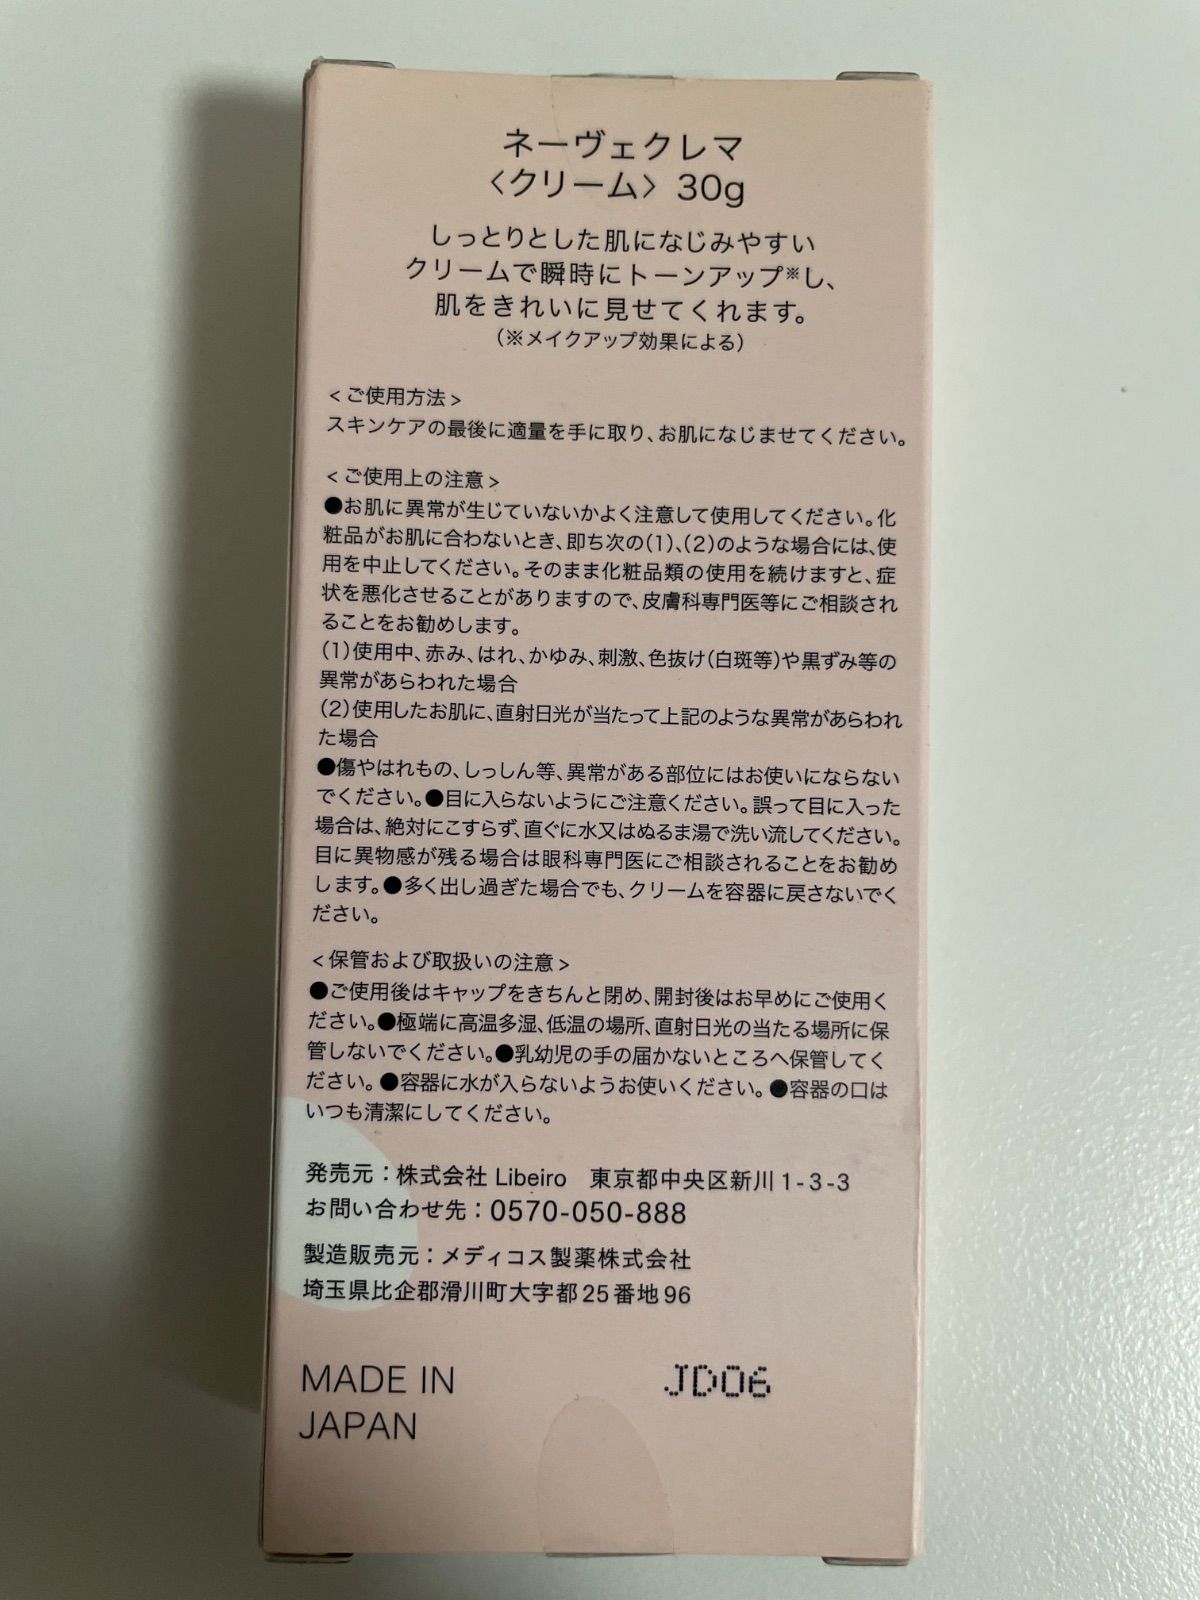 ネーヴェクレマ
〈クリーム〉 30g
しっとりとした肌になじみやすい
クリームで瞬時にトーンアップ※し、
肌をきれいに見せてくれます。
(※メイクアップ効果による)
<ご使用方法>
スキンケアの最後に適量を手に取り、お肌になじませてください。
<ご使用上の注意>
●お肌に異常が生じていないかよく注意して使用してください。化
粧品がお肌に合わないとき、即ち次の(1)、(2)のような場合には、使
用を中止してください。そのまま化粧品類の使用を続けますと、症
状を悪化させることがありますので、皮膚科専門医等にご相談され
ることをお勧めします。
(1)使用中、赤み、はれ、かゆみ、刺激、色抜け(白斑等)や黒ずみ等の
異常があらわれた場合
(2)使用したお肌に、直射日光が当たって上記のような異常があらわれ
た場合
●傷やはれもの、しっしん等、異常がある部位にはお使いにならない
でください。●目に入らないようにご注意ください。誤って目に入った
場合は、絶対にこすらず、直ぐに水又はぬるま湯で洗い流してください。
目に異物感が残る場合は眼科専門医にご相談されることをお勧め
します。●多く出し過ぎた場合でも、クリームを容器に戻さないでく
ださい。
<保管および取扱いの注意>
●ご使用後はキャップをきちんと閉め、開封後はお早めにご使用く
ださい。●極端に高温多湿、低温の場所、直射日光の当たる場所に保
管しないでください。●乳幼児の手の届かないところへ保管してく
ださい。●容器に水が入らないようお使いください。●容器の口は
いつも清潔にしてください。
発売元：株式会社 Libeiro 東京都中央区新川1-3-3
お問い合わせ先：0570-050-888
製造販売元：メディコス製薬株式会社
埼玉県比企郡滑川町大字都25番地96
MADE IN
JAPAN
JD06